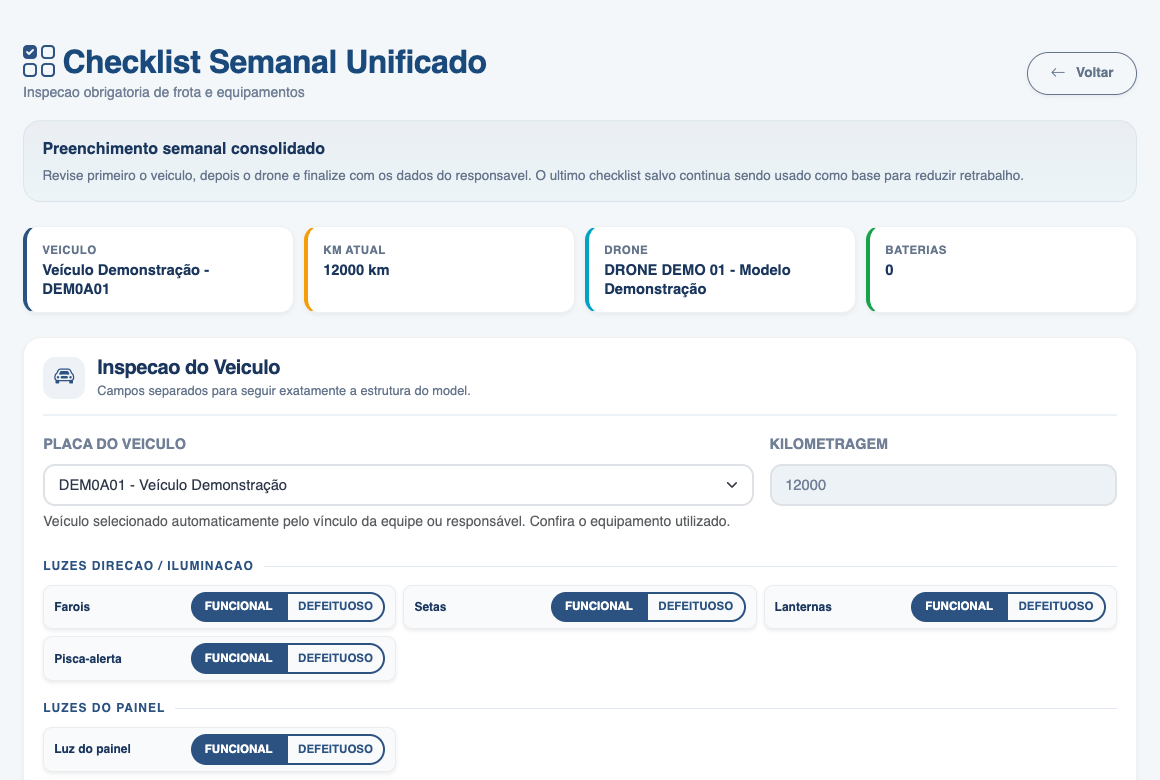 Checklist Semanal Unificado
Inspecao obrigatoria de frota e equipamentos
Voltar
Preenchimento semanal consolidado
Revise primeiro o veiculo, depois o drone e finalize com os dados do responsavel. O ultimo checklist salvo continua sendo usado como base para reduzir retrabalho.
VEICULO
Veículo Demonstração -
DEM0A01
KM ATUAL
12000 km
DRONE
DRONE DEMO 01 - Modelo
Demonstração
BATERIAS
0
Inspecao do Veiculo
Campos separados para seguir exatamente a estrutura do model.
PLACA DO VEICULO
DEM0A01 - Veículo Demonstração
Veículo selecionado automaticamente pelo vínculo da equipe ou responsável. Confira o equipamento utilizado.
KILOMETRAGEM
12000
LUZES DIRECAO / ILUMINACAO
Farois FUNCIONAL DEFEITUOSO
Setas FUNCIONAL DEFEITUOSO
Lanternas FUNCIONAL DEFEITUOSO
Pisca-alerta FUNCIONAL DEFEITUOSO
LUZES DO PAINEL
Luz do painel FUNCIONAL DEFEITUOSO